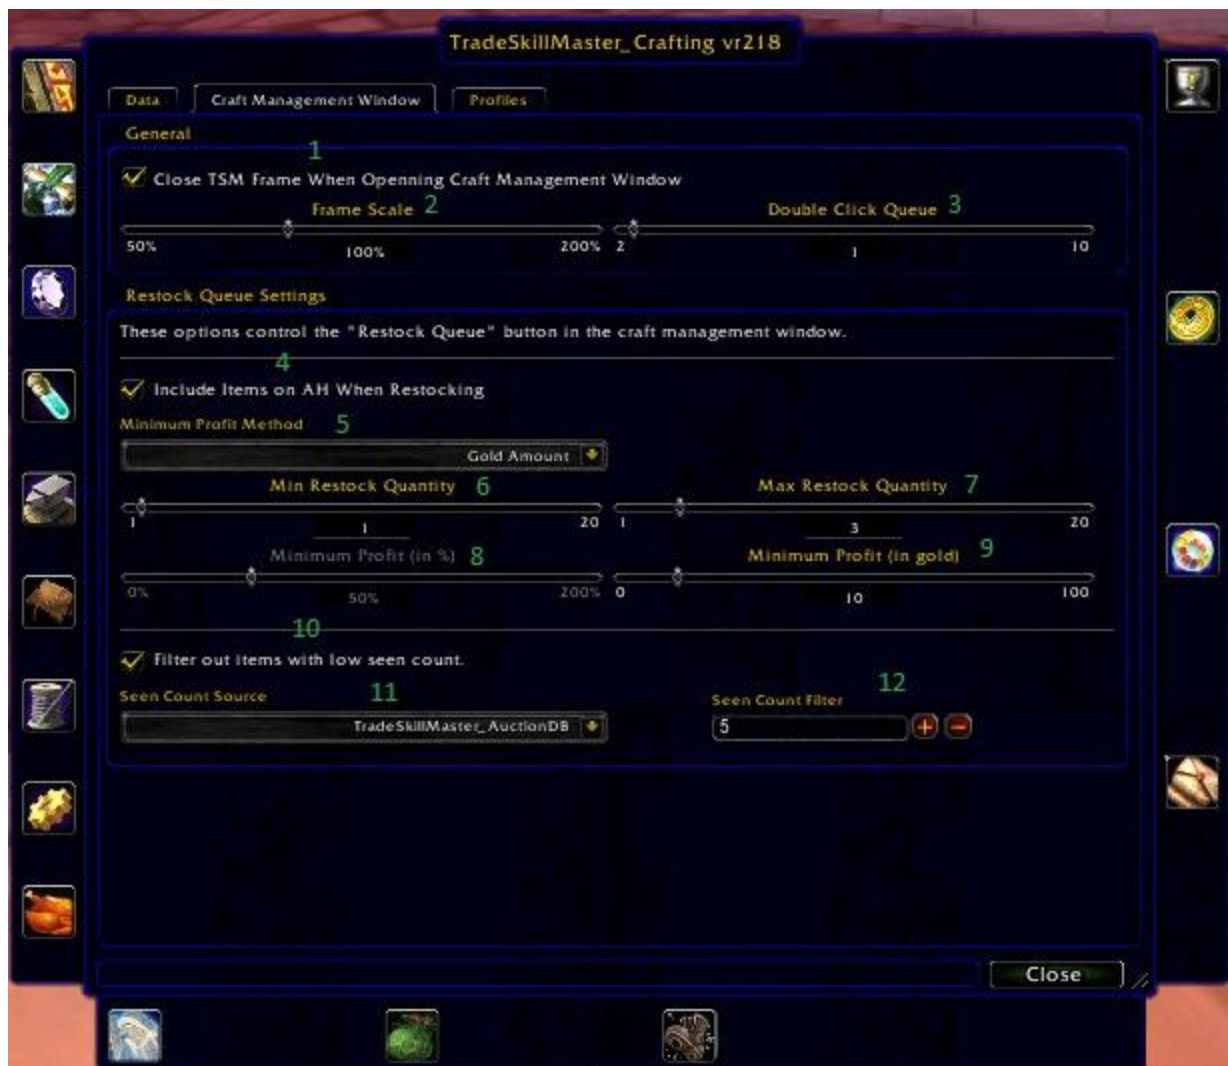 TradeSkillMaster_Crafting vr218
Data Craft Management Window Profiles
General
1
Close TSM Frame When Openning Craft Management Window
Frame Scale 2 Double Click Queue 3
50% 100% 200% 2 1 10
Restock Queue Settings
These options control the "Restock Queue" button in the craft management window.
4
Include Items on AH When Restocking
Minimum Profit Method 5
Gold Amount
Min Restock Quantity 6 Max Restock Quantity 7
1 1 20 1 3 20
Minimum Profit (in %) 8 Minimum Profit (in gold) 9
0% 50% 200% 0 10 100
10
Filter out items with low seen count.
Seen Count Source 11 Seen Count Filter 12
TradeSkillMaster_AuctionDB 5
Close